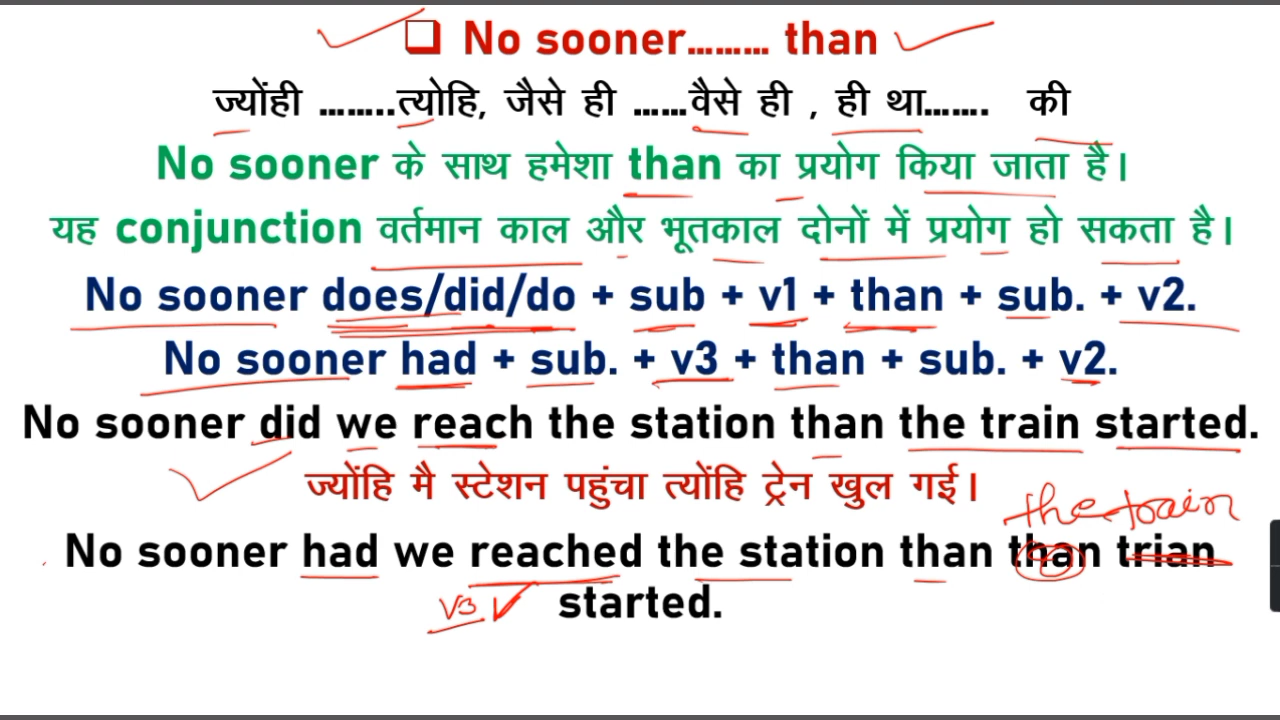 ❑ No sooner......... than
ज्योंही ........त्योहि, जैसे ही ......वैसे ही , ही था....... की
No sooner के साथ हमेशा than का प्रयोग किया जाता है।
यह conjunction वर्तमान काल और भूतकाल दोनों में प्रयोग हो सकता है।
No sooner does/did/do + sub + v1 + than + sub. + v2.
No sooner had + sub. + v3 + than + sub. + v2.
No sooner did we reach the station than the train started.
ज्योंहि मै स्टेशन पहुंचा त्योंहि ट्रेन खुल गई।
the train
No sooner had we reached the station than than trian
V3 started.